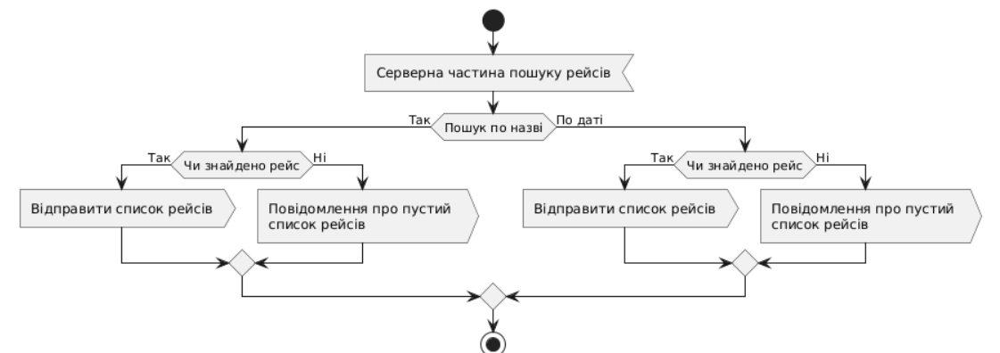 Серверна частина пошуку рейсів
Так
Пошук по назві
По даті
Так
Чи знайдено рейс
Ні
Так
Чи знайдено рейс
Ні
Відправити список рейсів
Повідомлення про пустий
список рейсів
Відправити список рейсів
Повідомлення про пустий
список рейсів